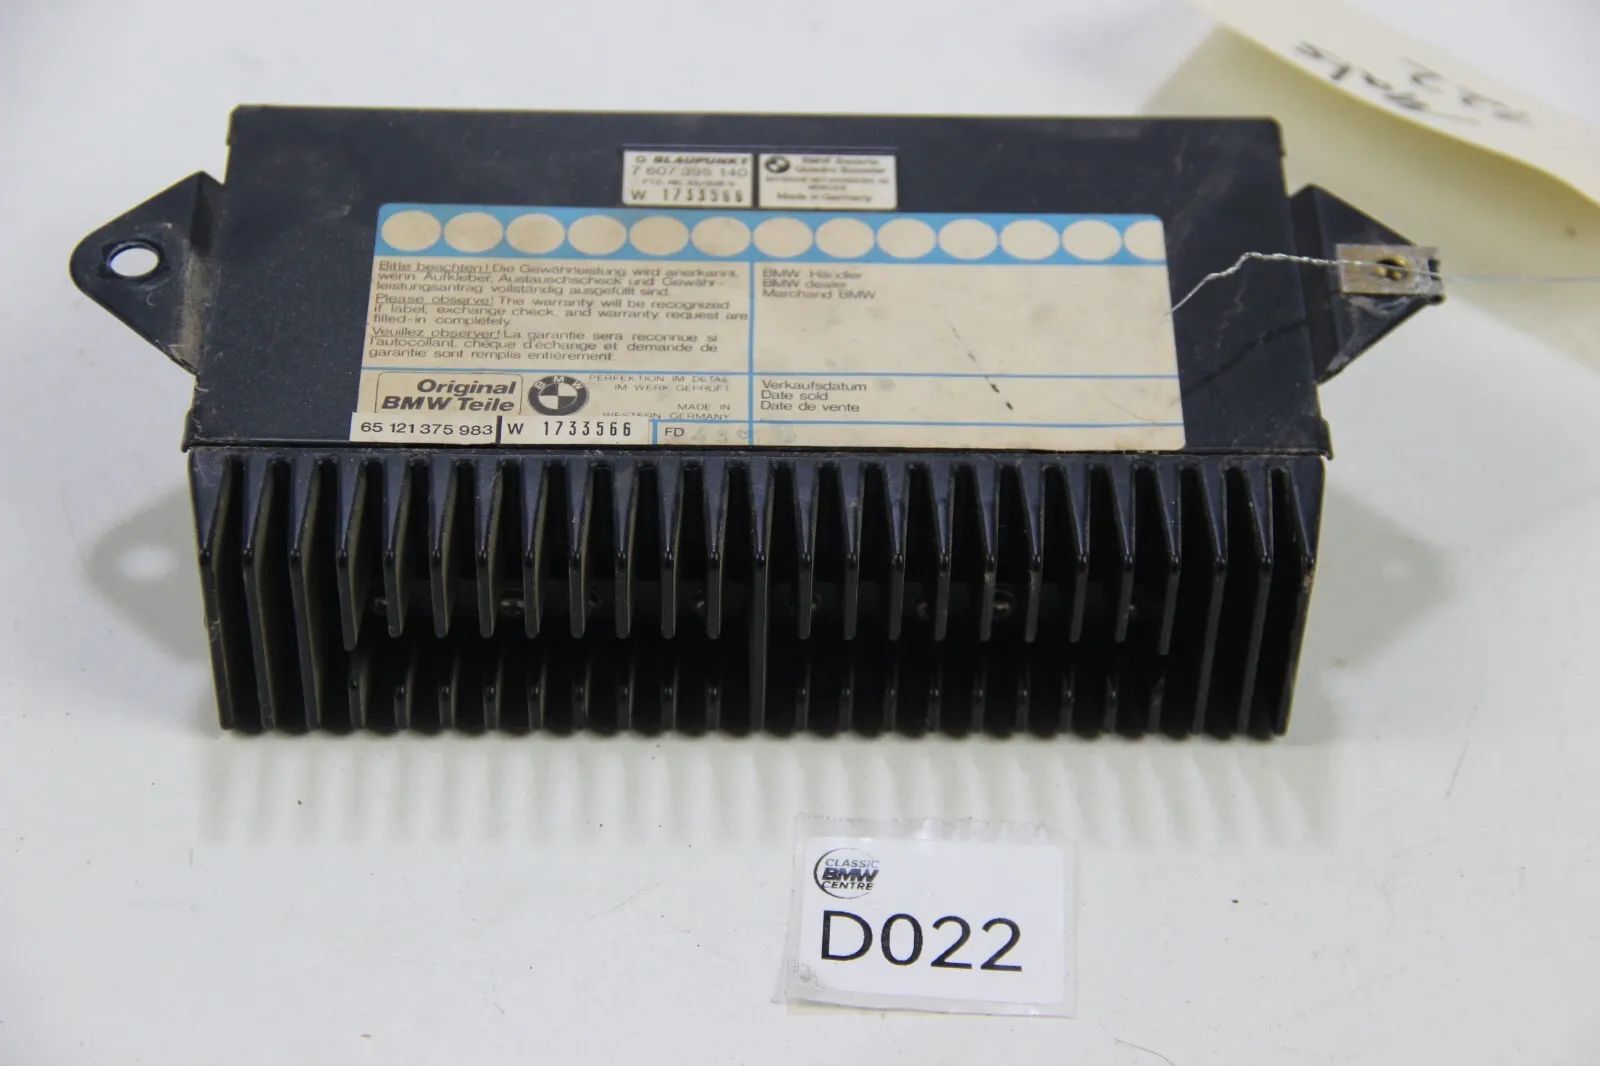 BLAUPUNKT
7 607 395 140
W 1733566
BMW
Quadro Booster
Made in Germany
Bitte beachten! Die Gewährleistung wird anerkannt,
wenn Aufkleber, Austauschscheck und Gewähr-
leistungsantrag vollständig ausgefüllt sind.
Please observe! The warranty will be recognized
if label, exchange check, and warranty request are
filled-in completely.
Veuillez observer! La garantie sera reconnue si
l'autocollant, chèque d'échange et demande de
garantie sont remplis entièrement.
BMW Händler
BMW dealer
Marchand BMW
Original
BMW Teile
BMW
PERFEKTION IM DETAIL
IM WERK GEPRÜFT
MADE IN
WESTERN GERMANY
Verkaufsdatum
Date sold
Date de vente
65 121 375 983
W 1733566
FD
CLASSIC
BMW
CENTRE
D022